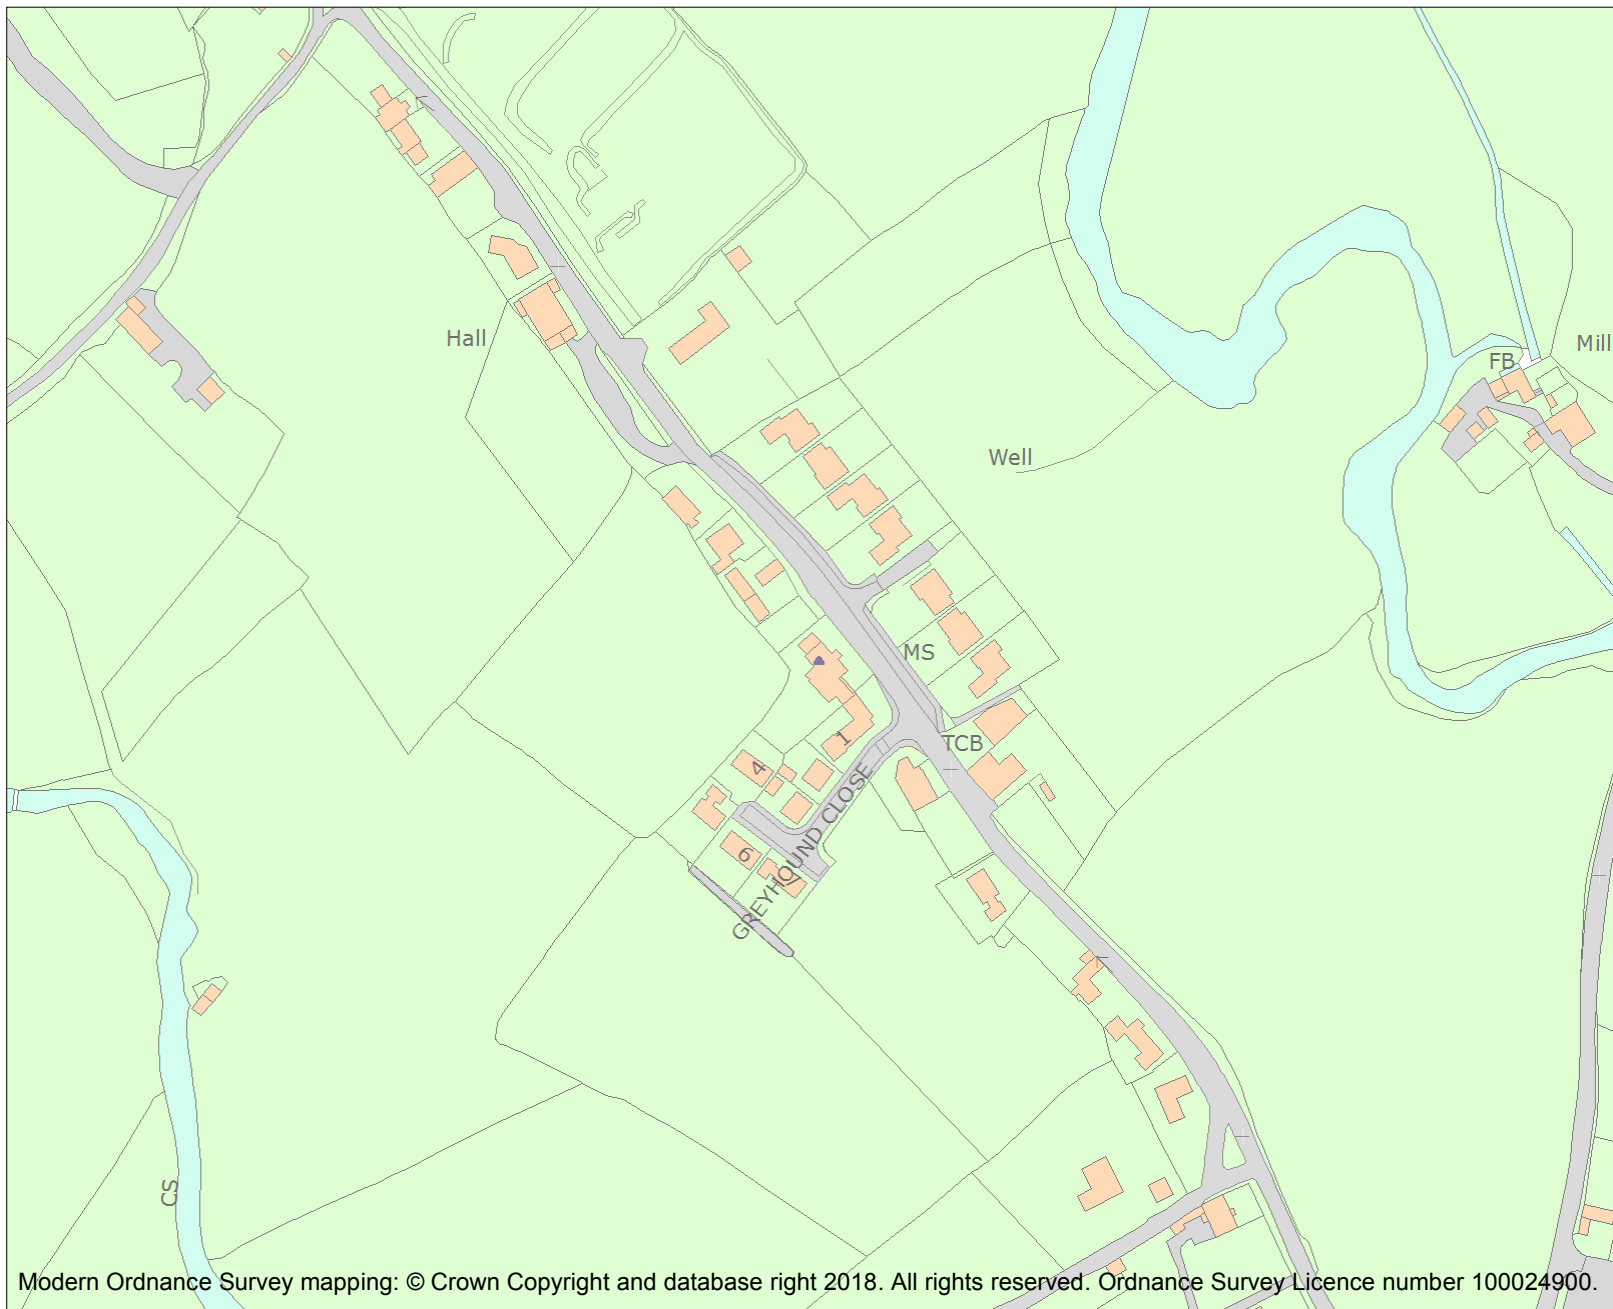 Hall
FB
Mill
Well
MS
TCB
1
4
6
GREYHOUND CLOSE
CS
Modern Ordnance Survey mapping: © Crown Copyright and database right 2018. All rights reserved. Ordnance Survey Licence number 100024900.